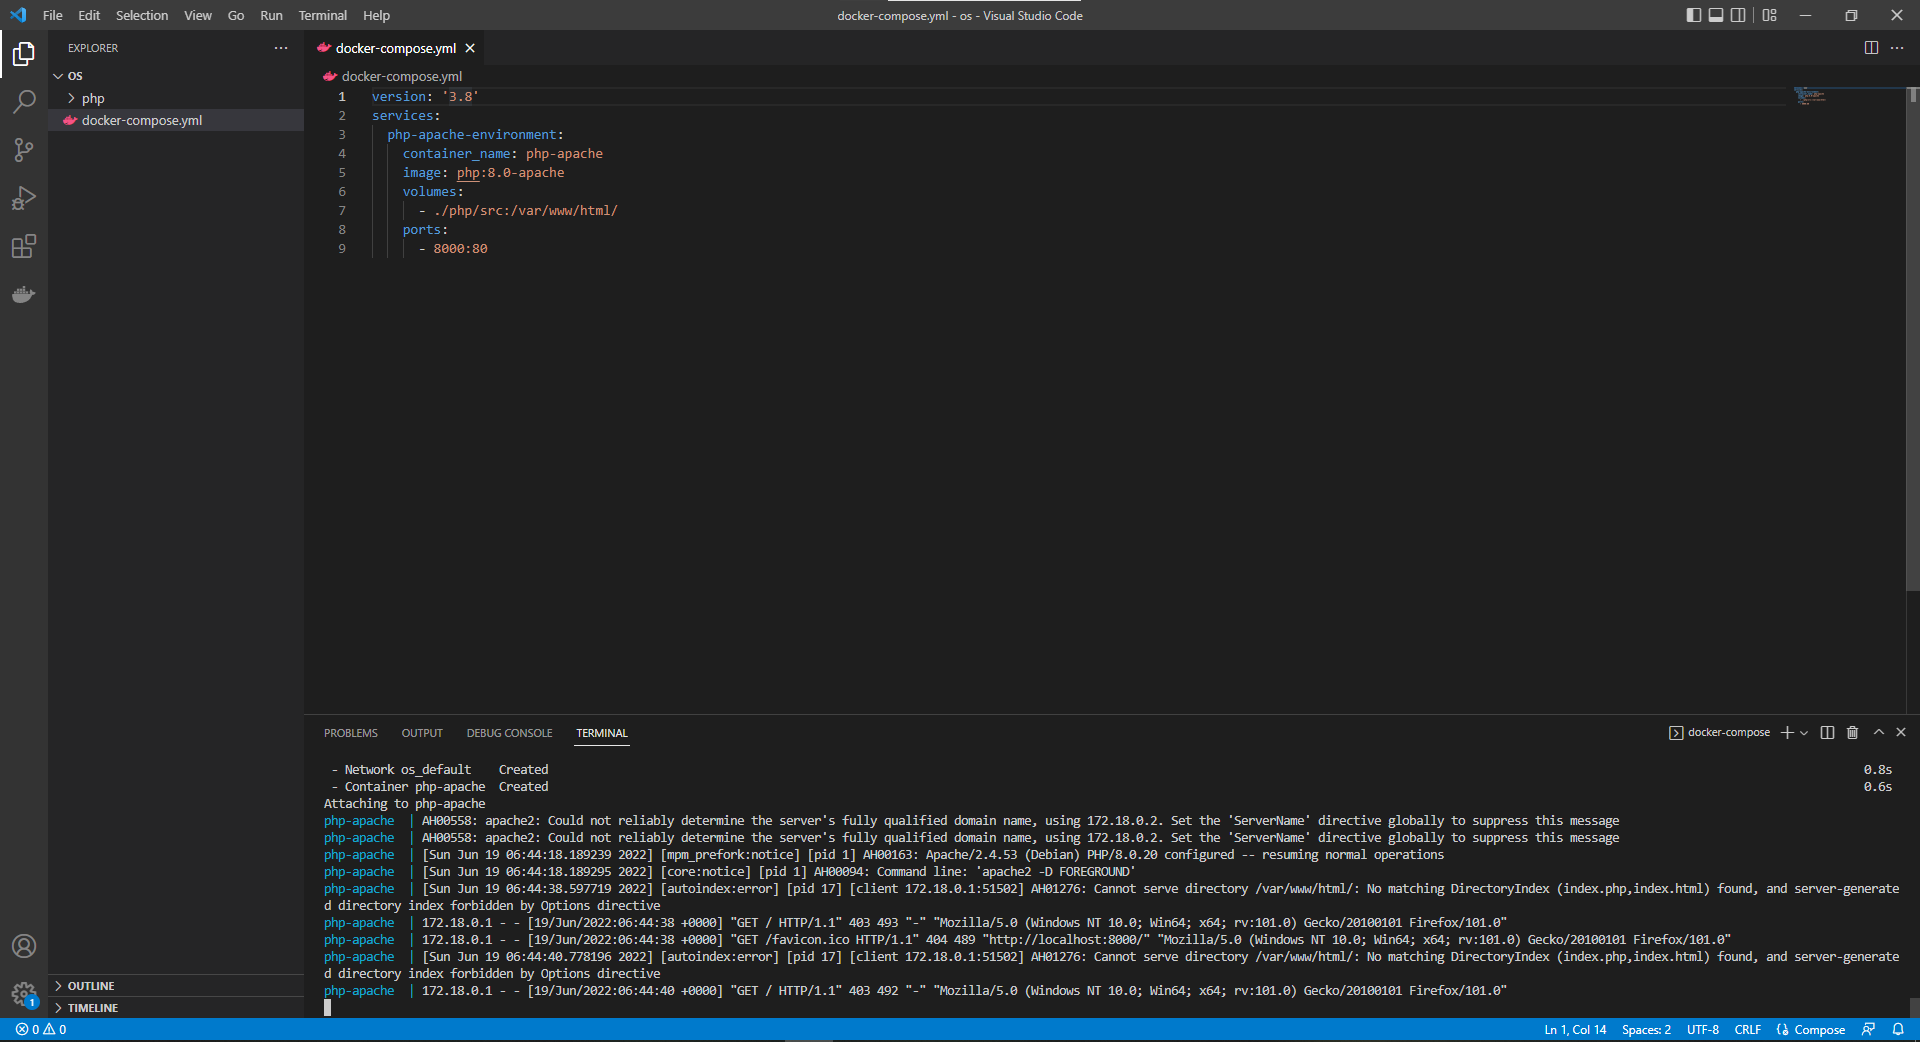 File Edit Selection View Go Run Terminal Help
docker-compose.yml - os - Visual Studio Code
EXPLORER
OS
php
docker-compose.yml
OUTLINE
TIMELINE
docker-compose.yml
docker-compose.yml
1 version: '3.8'
2 services:
3 php-apache-environment:
4 container_name: php-apache
5 image: php:8.0-apache
6 volumes:
7 - ./php/src:/var/www/html/
8 ports:
9 - 8000:80
PROBLEMS OUTPUT DEBUG CONSOLE TERMINAL
docker-compose
- Network os_default Created 0.8s
- Container php-apache Created 0.6s
Attaching to php-apache
php-apache | AH00558: apache2: Could not reliably determine the server's fully qualified domain name, using 172.18.0.2. Set the 'ServerName' directive globally to suppress this message
php-apache | AH00558: apache2: Could not reliably determine the server's fully qualified domain name, using 172.18.0.2. Set the 'ServerName' directive globally to suppress this message
php-apache | [Sun Jun 19 06:44:18.189239 2022] [mpm_prefork:notice] [pid 1] AH00163: Apache/2.4.53 (Debian) PHP/8.0.20 configured -- resuming normal operations
php-apache | [Sun Jun 19 06:44:18.189295 2022] [core:notice] [pid 1] AH00094: Command line: 'apache2 -D FOREGROUND'
php-apache | [Sun Jun 19 06:44:38.597719 2022] [autoindex:error] [pid 17] [client 172.18.0.1:51502] AH01276: Cannot serve directory /var/www/html/: No matching DirectoryIndex (index.php,index.html) found, and server-generate
d directory index forbidden by Options directive
php-apache | 172.18.0.1 - - [19/Jun/2022:06:44:38 +0000] "GET / HTTP/1.1" 403 493 "-" "Mozilla/5.0 (Windows NT 10.0; Win64; x64; rv:101.0) Gecko/20100101 Firefox/101.0"
php-apache | 172.18.0.1 - - [19/Jun/2022:06:44:38 +0000] "GET /favicon.ico HTTP/1.1" 404 489 "http://localhost:8000/" "Mozilla/5.0 (Windows NT 10.0; Win64; x64; rv:101.0) Gecko/20100101 Firefox/101.0"
php-apache | [Sun Jun 19 06:44:40.778196 2022] [autoindex:error] [pid 17] [client 172.18.0.1:51502] AH01276: Cannot serve directory /var/www/html/: No matching DirectoryIndex (index.php,index.html) found, and server-generate
d directory index forbidden by Options directive
php-apache | 172.18.0.1 - - [19/Jun/2022:06:44:40 +0000] "GET / HTTP/1.1" 403 492 "-" "Mozilla/5.0 (Windows NT 10.0; Win64; x64; rv:101.0) Gecko/20100101 Firefox/101.0"
1
0 0
Ln 1, Col 14 Spaces: 2 UTF-8 CRLF Compose